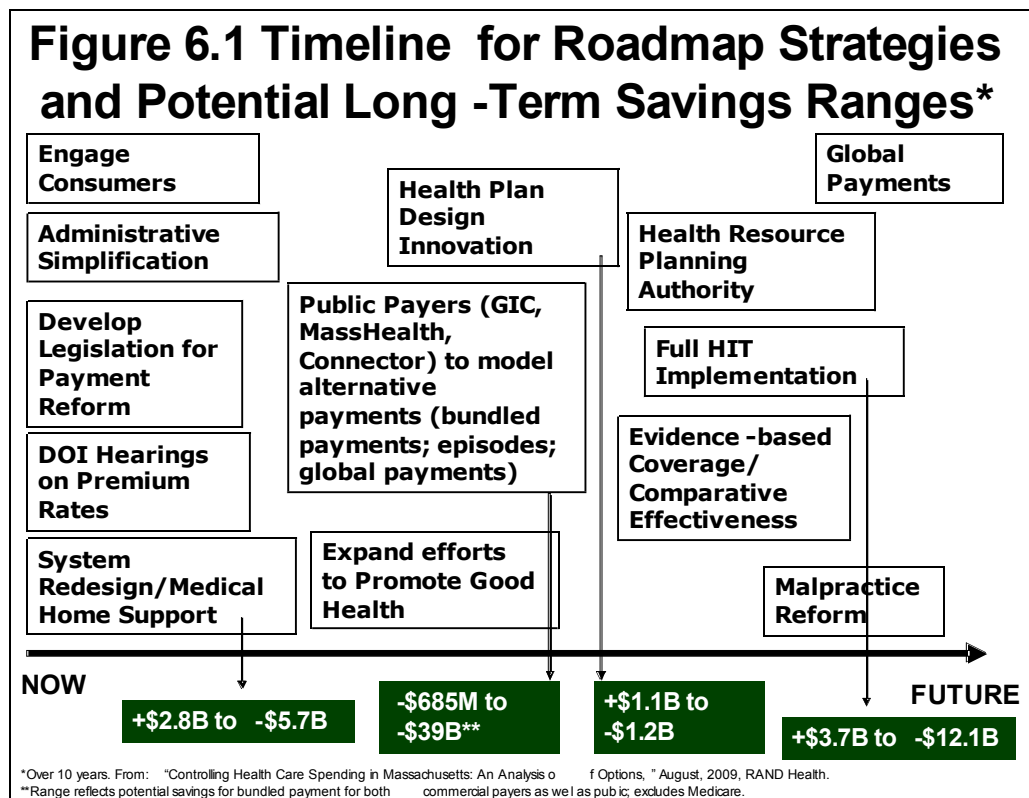 Figure 6.1 Timeline for Roadmap Strategies
and Potential Long -Term Savings Ranges*
Engage
Consumers
Administrative
Simplification
Develop
Legislation for
Payment
Reform
DOI Hearings
on Premium
Rates
System
Redesign/Medical
Home Support
Health Plan
Design
Innovation
Public Payers (GIC,
MassHealth,
Connector) to model
alternative
payments (bundled
payments; episodes;
global payments)
Expand efforts
to Promote Good
Health
Global
Payments
Health Resource
Planning
Authority
Full HIT
Implementation
Evidence -based
Coverage/
Comparative
Effectiveness
Malpractice
Reform
NOW
FUTURE
+$2.8B to -$5.7B
-$685M to
-$39B**
+$1.1B to
-$1.2B
+$3.7B to -$12.1B
*Over 10 years. From: “Controlling Health Care Spending in Massachusetts: An Analysis o f Options, ” August, 2009, RAND Health.
**Range reflects potential savings for bundled payment for both commercial payers as wel as pub ic; excludes Medicare.